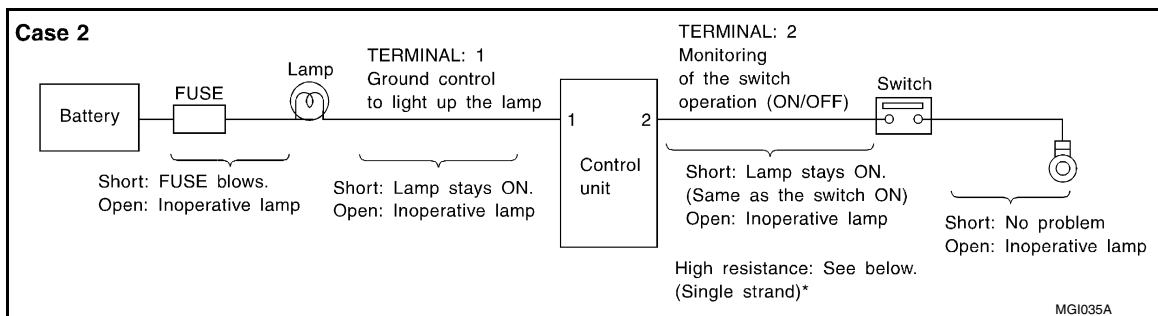 Case 2
Battery
FUSE
Lamp
TERMINAL: 1
Ground control
to light up the lamp
TERMINAL: 2
Monitoring
of the switch
operation (ON/OFF)
Switch
1
2
Control
unit
Short: FUSE blows.
Open: Inoperative lamp
Short: Lamp stays ON.
Open: Inoperative lamp
Short: Lamp stays ON.
(Same as the switch ON)
Open: Inoperative lamp
High resistance: See below.
(Single strand)*
Short: No problem
Open: Inoperative lamp
MGI035A